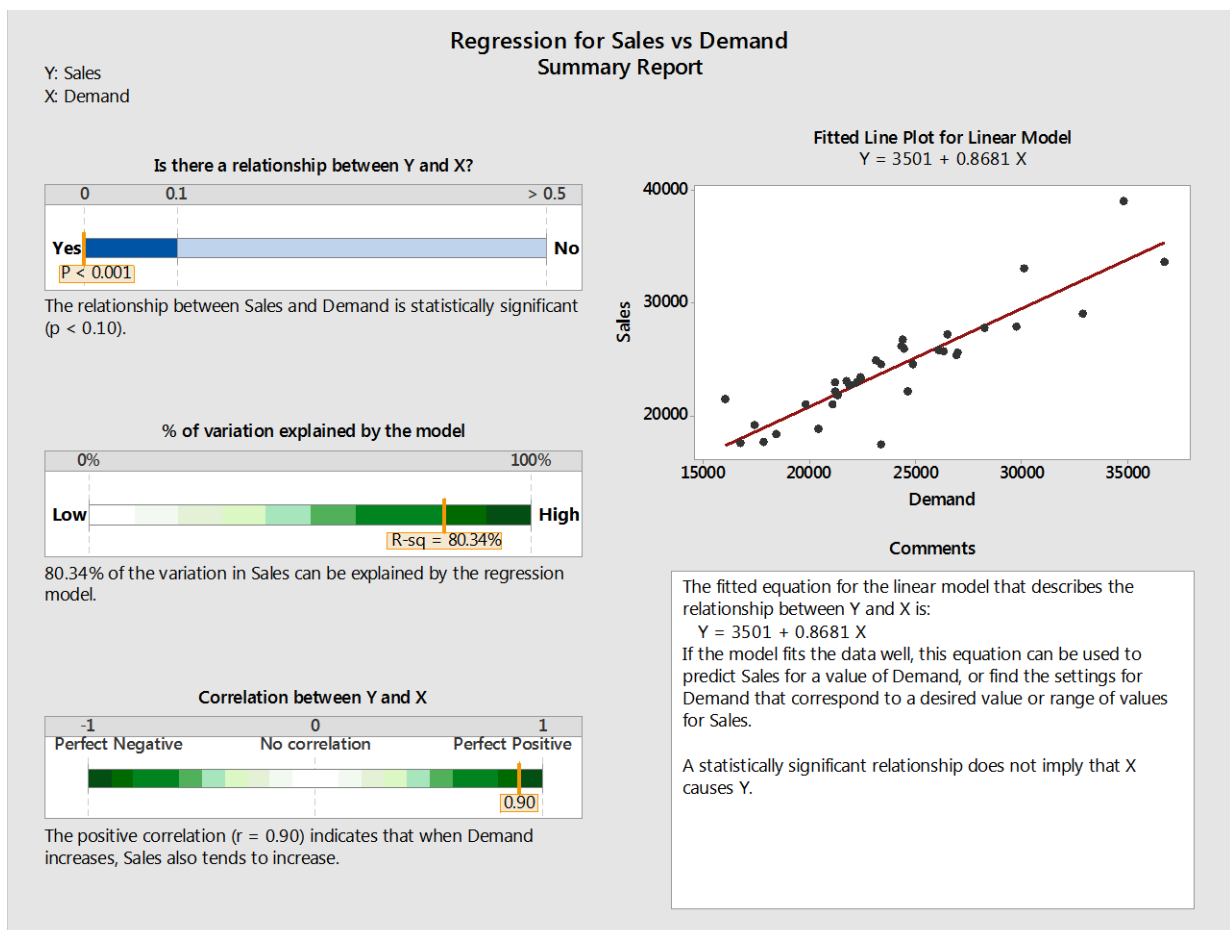 Regression for Sales vs Demand
Summary Report
Y: Sales
X: Demand
Is there a relationship between Y and X?
0 0.1 > 0.5
Yes No
P < 0.001
The relationship between Sales and Demand is statistically significant
(p < 0.10).
% of variation explained by the model
0% 100%
Low High
R-sq = 80.34%
80.34% of the variation in Sales can be explained by the regression
model.
Correlation between Y and X
-1 0 1
Perfect Negative No correlation Perfect Positive
0.90
The positive correlation (r = 0.90) indicates that when Demand
increases, Sales also tends to increase.
Fitted Line Plot for Linear Model
Y = 3501 + 0.8681 X
40000
30000
20000
Sales
15000 20000 25000 30000 35000
Demand
Comments
The fitted equation for the linear model that describes the
relationship between Y and X is:
Y = 3501 + 0.8681 X
If the model fits the data well, this equation can be used to
predict Sales for a value of Demand, or find the settings for
Demand that correspond to a desired value or range of values
for Sales.
A statistically significant relationship does not imply that X
causes Y.